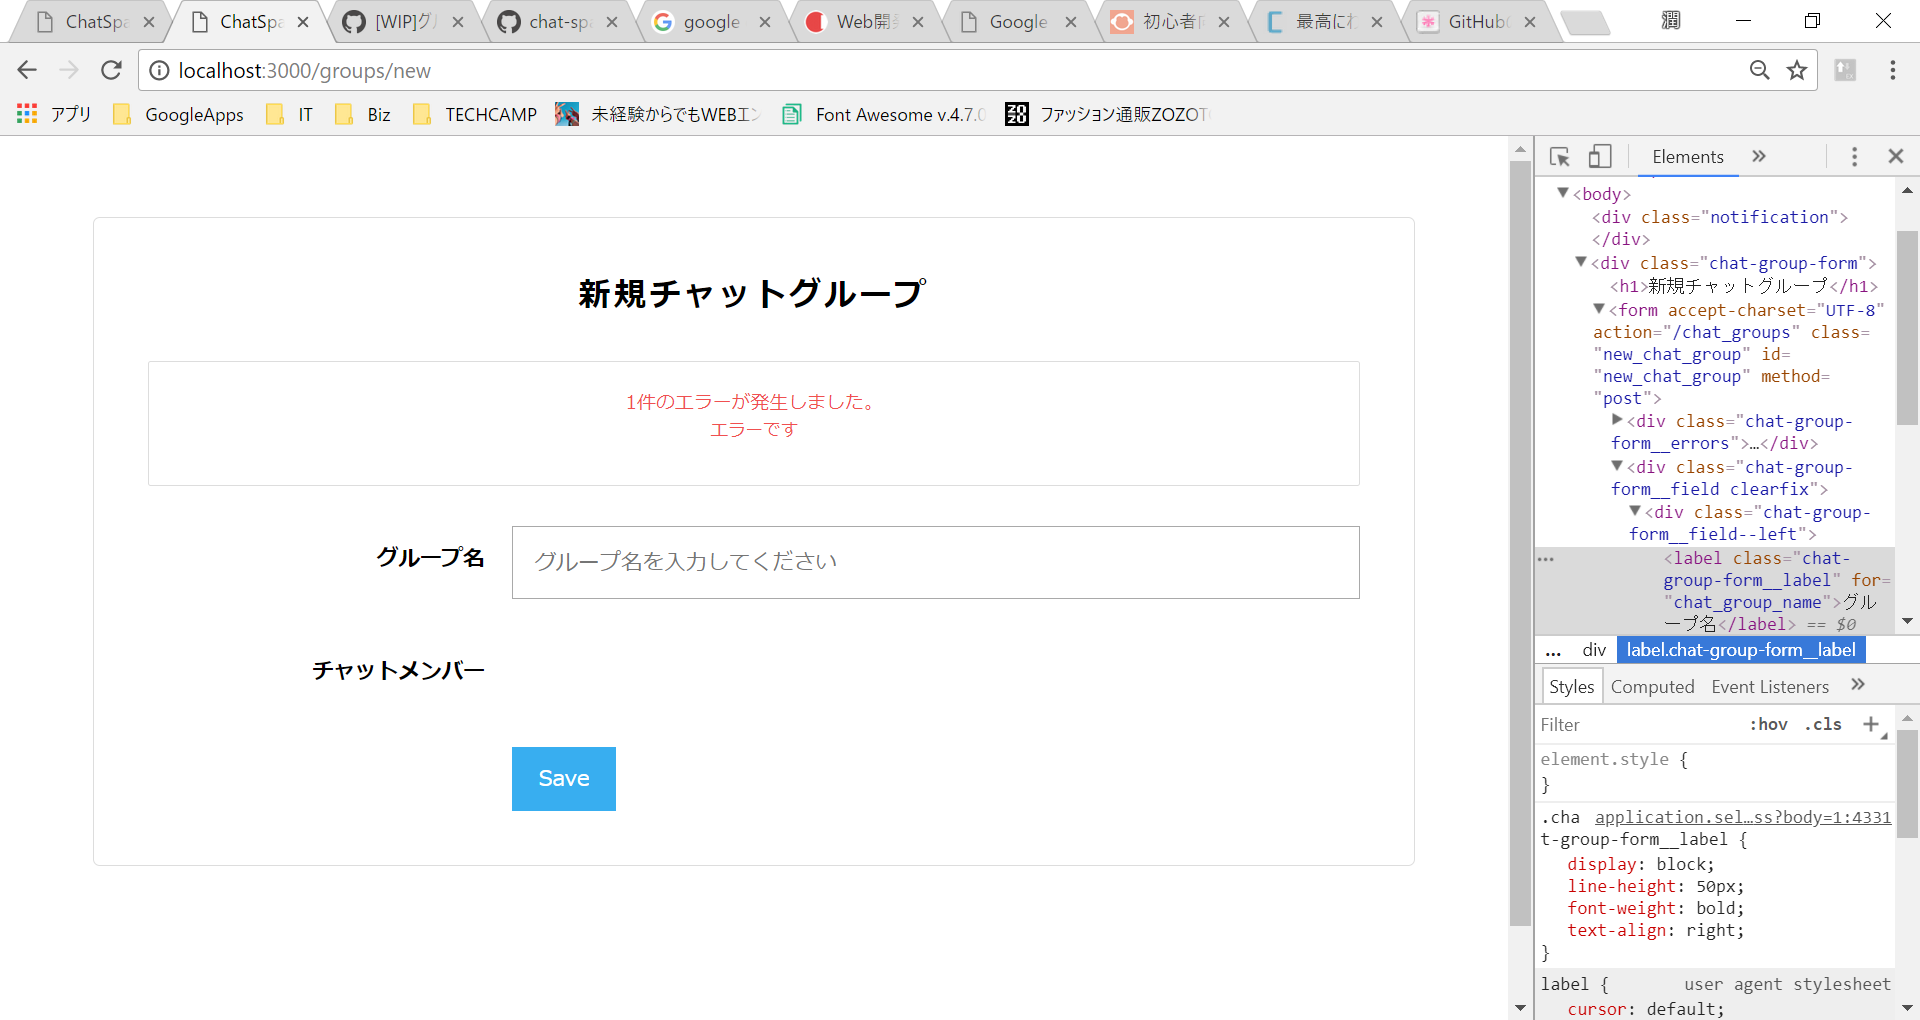 ChatSpa
ChatSpa
[WIP]グル
chat-spa
google
Web開発
Google
初心者向
最高にわ
GitHub
潤
localhost:3000/groups/new
アプリ
GoogleApps
IT
Biz
TECHCAMP
未経験からでもWEBエン
Font Awesome v.4.7.0
ZOZO
ファッション通販ZOZOT
新規チャットグループ
1件のエラーが発生しました。
エラーです
グループ名
グループ名を入力してください
チャットメンバー
Save
Elements
<body>
<div class="notification">
</div>
<div class="chat-group-form">
<h1>新規チャットグループ</h1>
<form accept-charset="UTF-8"
action="/chat_groups" class=
"new_chat_group" id=
"new_chat_group" method=
"post">
<div class="chat-group-
form__errors">…</div>
<div class="chat-group-
form__field clearfix">
<div class="chat-group-
form__field--left">
<label class="chat-
group-form__label" for=
"chat_group_name">グル
ープ名</label> == $0
... div label.chat-group-form__label
Styles Computed Event Listeners
Filter :hov .cls
element.style {
}
.cha application.sel…ss?body=1:4331
t-group-form__label {
display: block;
line-height: 50px;
font-weight: bold;
text-align: right;
}
label { user agent stylesheet
cursor: default;